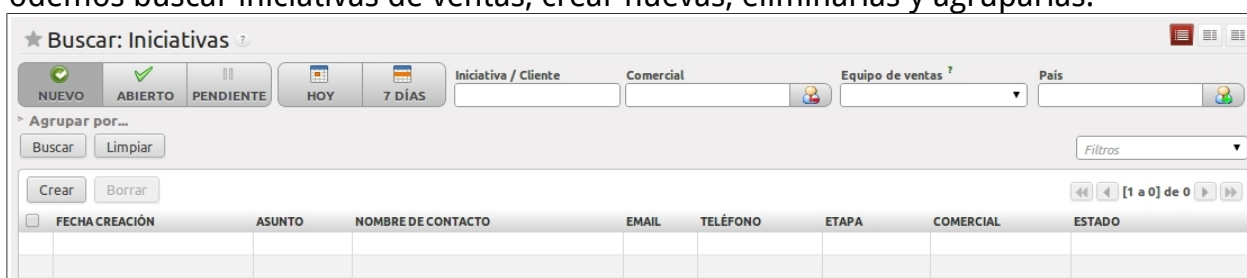 odemos buscar iniciativas de ventas, crear nuevas, eliminarlas y agruparlas.
Buscar: Iniciativas ?
NUEVO ABIERTO PENDIENTE HOY 7 DÍAS Iniciativa / Cliente Comercial Equipo de ventas ? País
Agrupar por...
Buscar Limpiar Filtros
Crear Borrar [1 a 0] de 0
FECHA CREACIÓN ASUNTO NOMBRE DE CONTACTO EMAIL TELÉFONO ETAPA COMERCIAL ESTADO